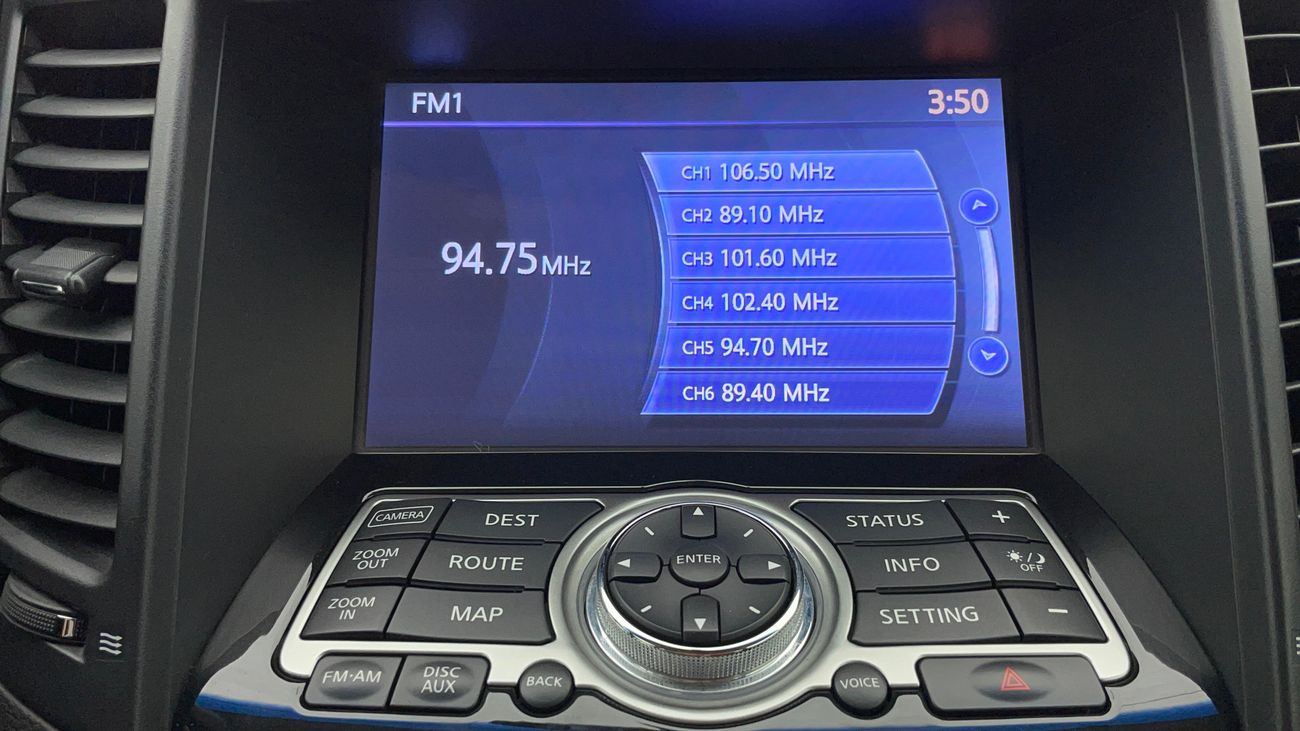 FM1
3:50
94.75 MHz
CH1 106.50 MHz
CH2 89.10 MHz
CH3 101.60 MHz
CH4 102.40 MHz
CH5 94.70 MHz
CH6 89.40 MHz
CAMERA
DEST
STATUS
+
ZOOM OUT
ROUTE
ENTER
INFO
OFF
ZOOM IN
MAP
SETTING
−
FM·AM
DISC AUX
BACK
VOICE